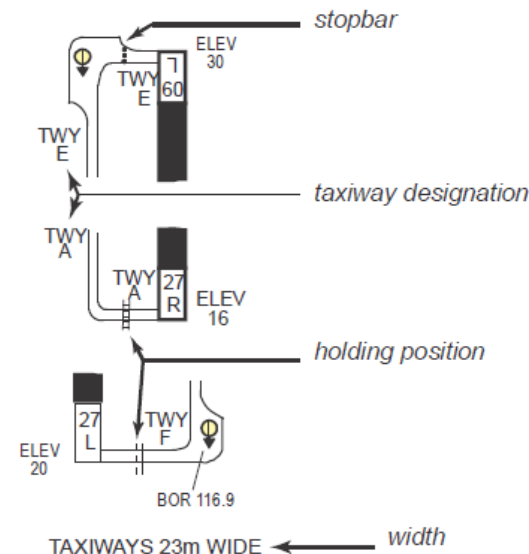 stopbar
ELEV
30
TWY
E
L
09
TWY
E
taxiway designation
TWY
A
TWY
A
27
R
ELEV
16
holding position
27
L
TWY
F
ELEV
20
BOR 116.9
TAXIWAYS 23m WIDE
width